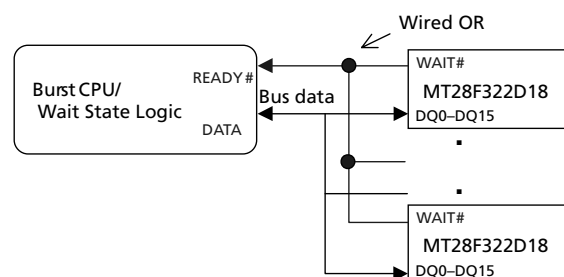 Wired OR
Burst CPU/
Wait State Logic
READY#
DATA
Bus data
WAIT#
MT28F322D18
DQ0–DQ15
WAIT#
MT28F322D18
DQ0–DQ15